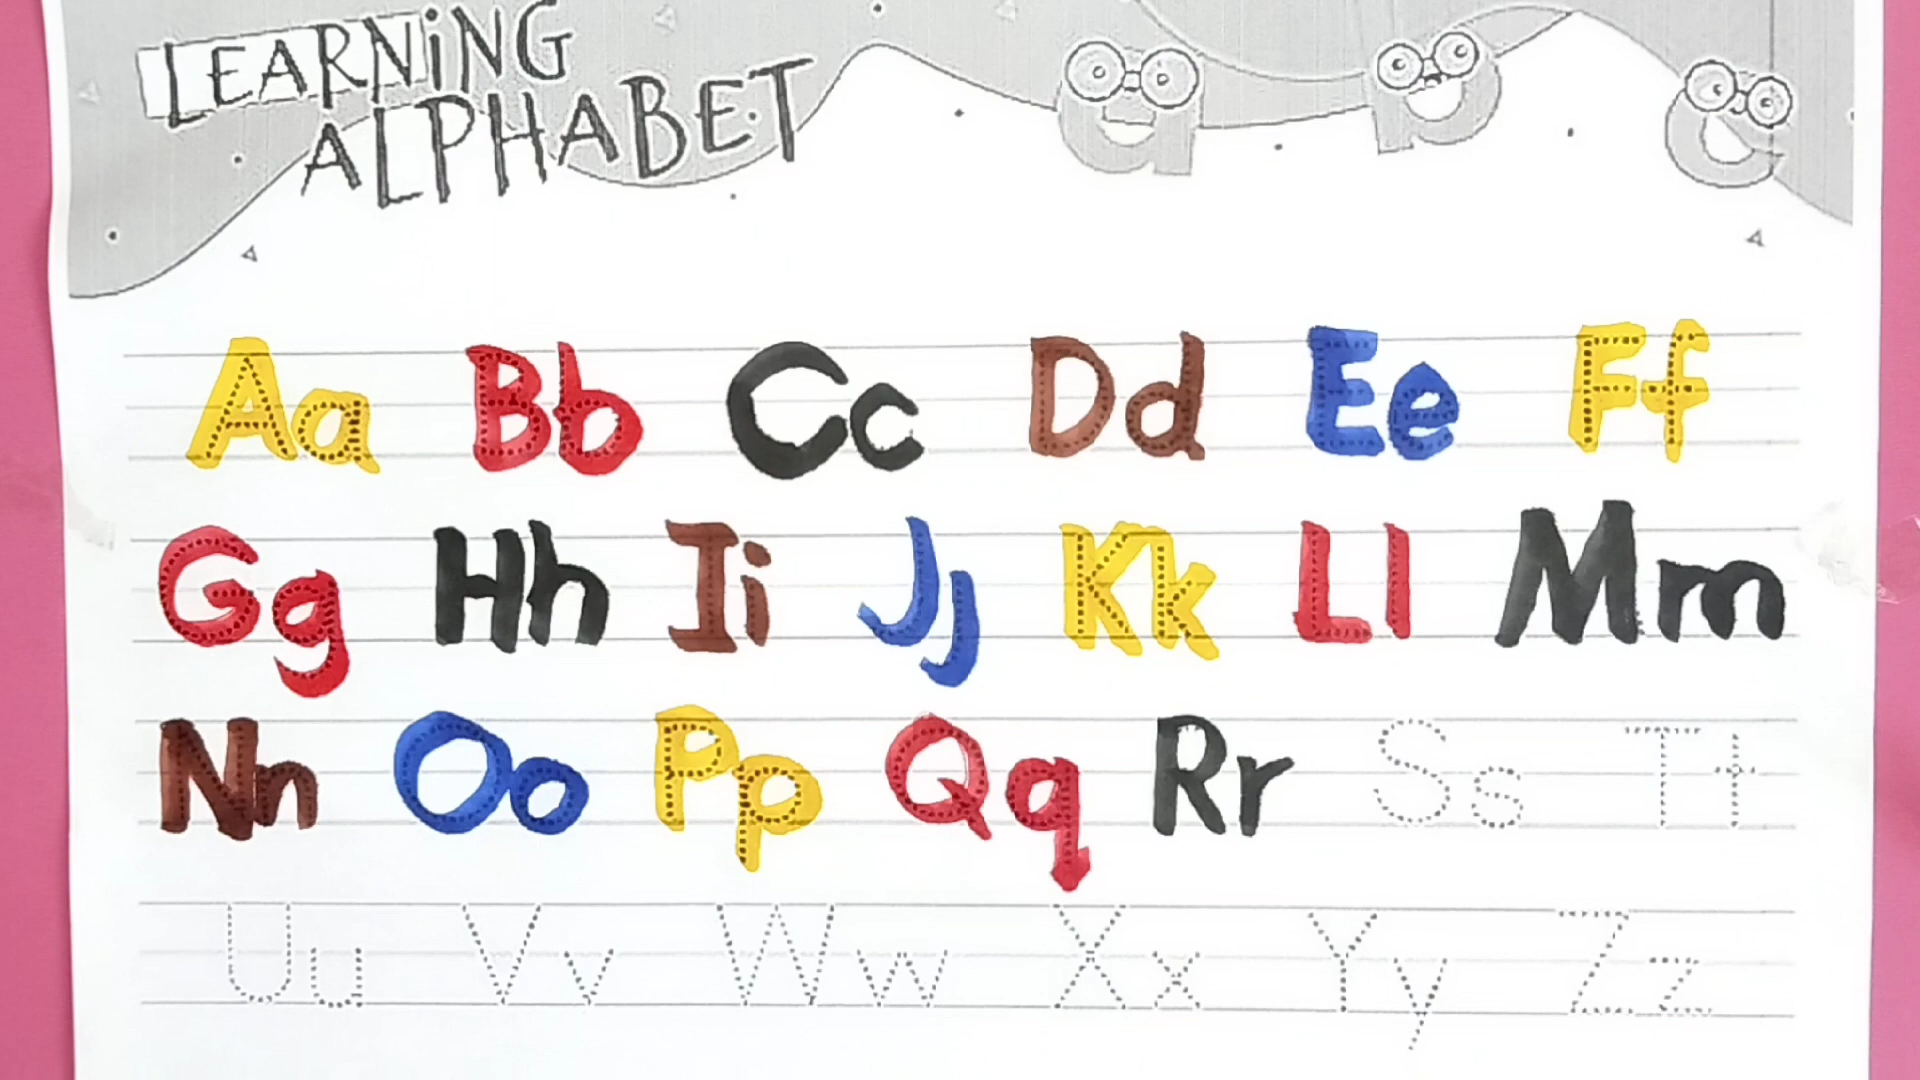 LEARNiNG
ALPHABET
Aa Bb Cc Dd Ee Ff
Gg Hh Ii Jj Kk Ll Mm
Nn Oo Pp Qq Rr Ss Tt
Uu Vv Ww Xx Yy Zz